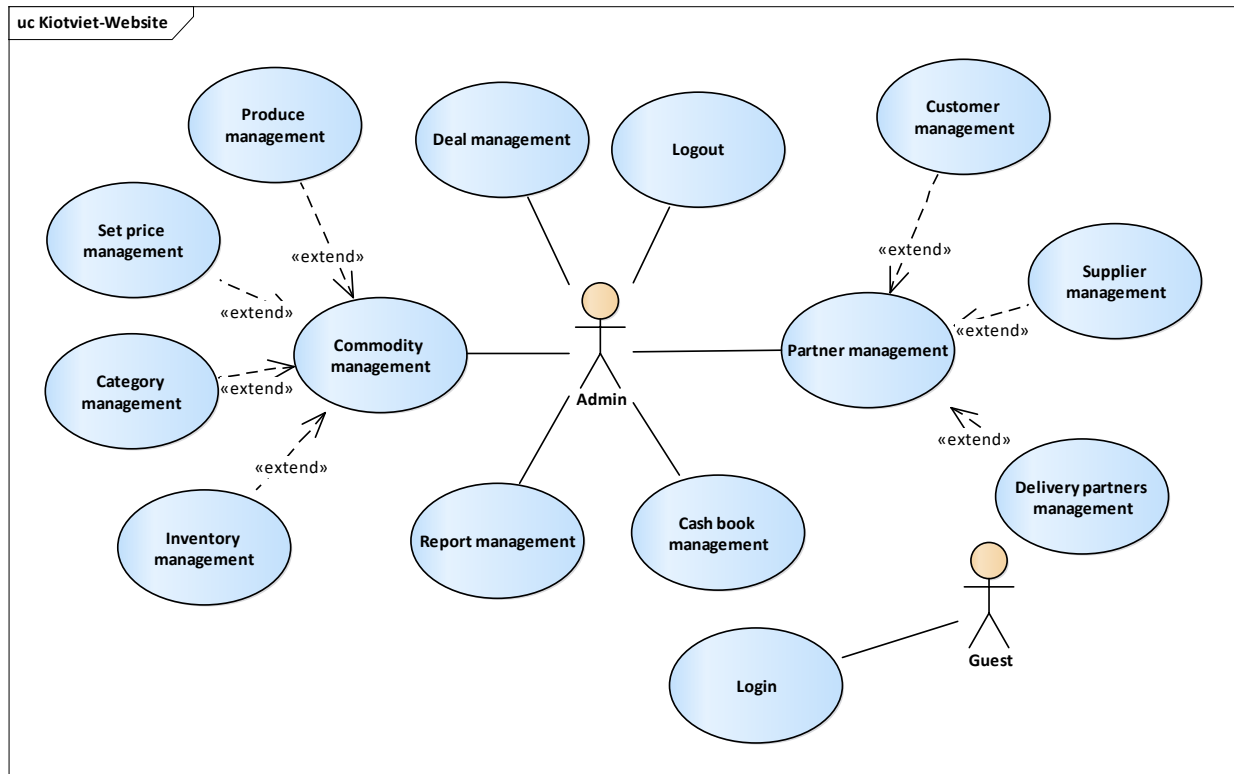 uc Kiotviet-Website
Produce
management
Deal management
Logout
Customer
management
Set price
management
«extend»
«extend»
Supplier
management
«extend»
«extend»
Commodity
management
Partner management
Category
management
«extend»
Admin
«extend»
«extend»
Delivery partners
management
Inventory
management
Report management
Cash book
management
Guest
Login